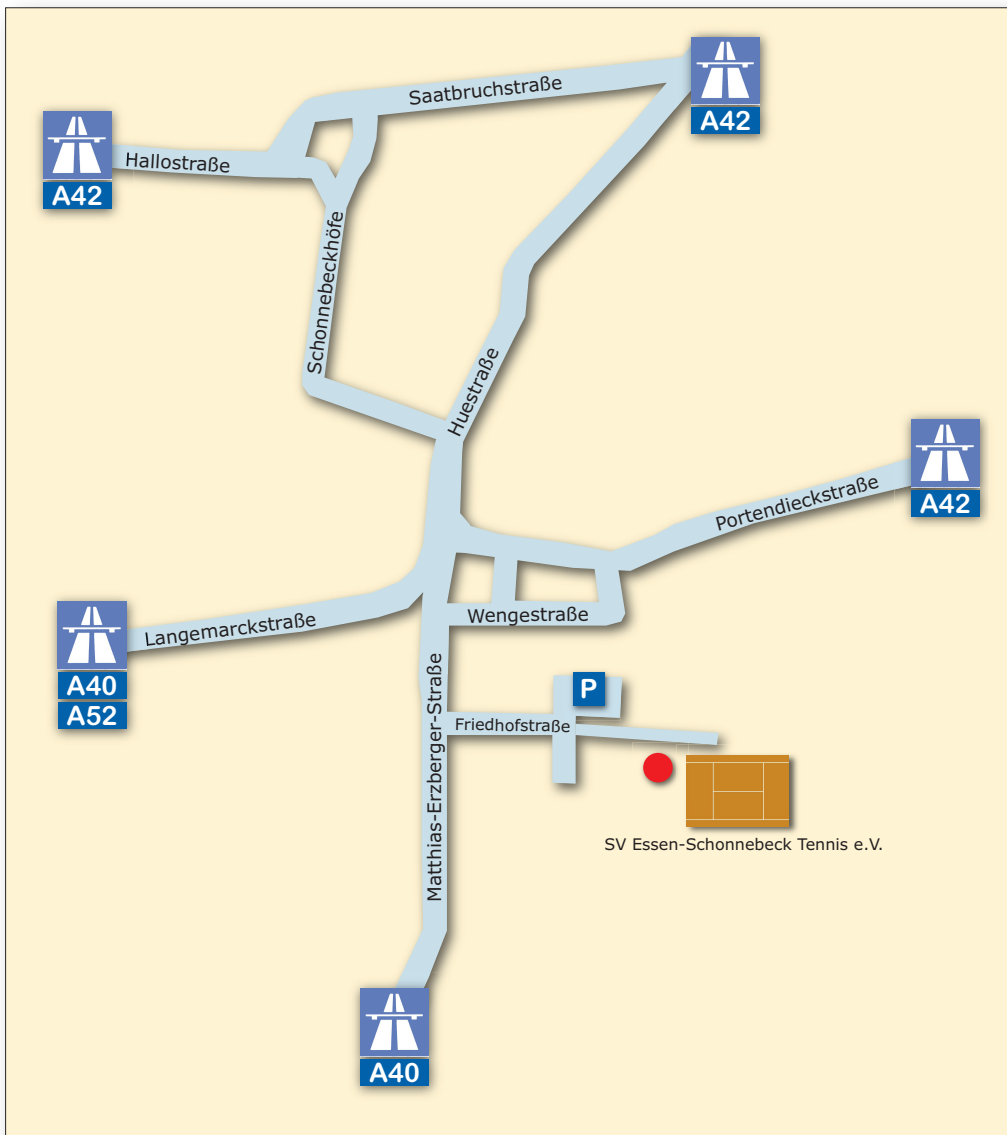 Saatbruchstraße
A42
Hallostraße
A42
Schonnebeckhöfe
Huestraße
Portendieckstraße
A42
Langemarckstraße
A40
A52
Wengestraße
Matthias-Erzberger-Straße
P
Friedhofstraße
SV Essen-Schonnebeck Tennis e.V.
A40